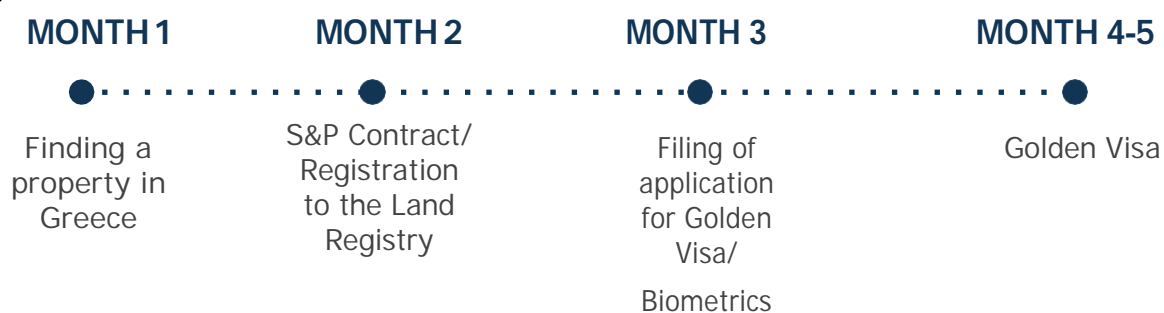 MONTH 1
MONTH 2
MONTH 3
MONTH 4-5
Finding a
property in
Greece
S&P Contract/
Registration
to the Land
Registry
Filing of
application
for Golden
Visa/
Biometrics
Golden Visa